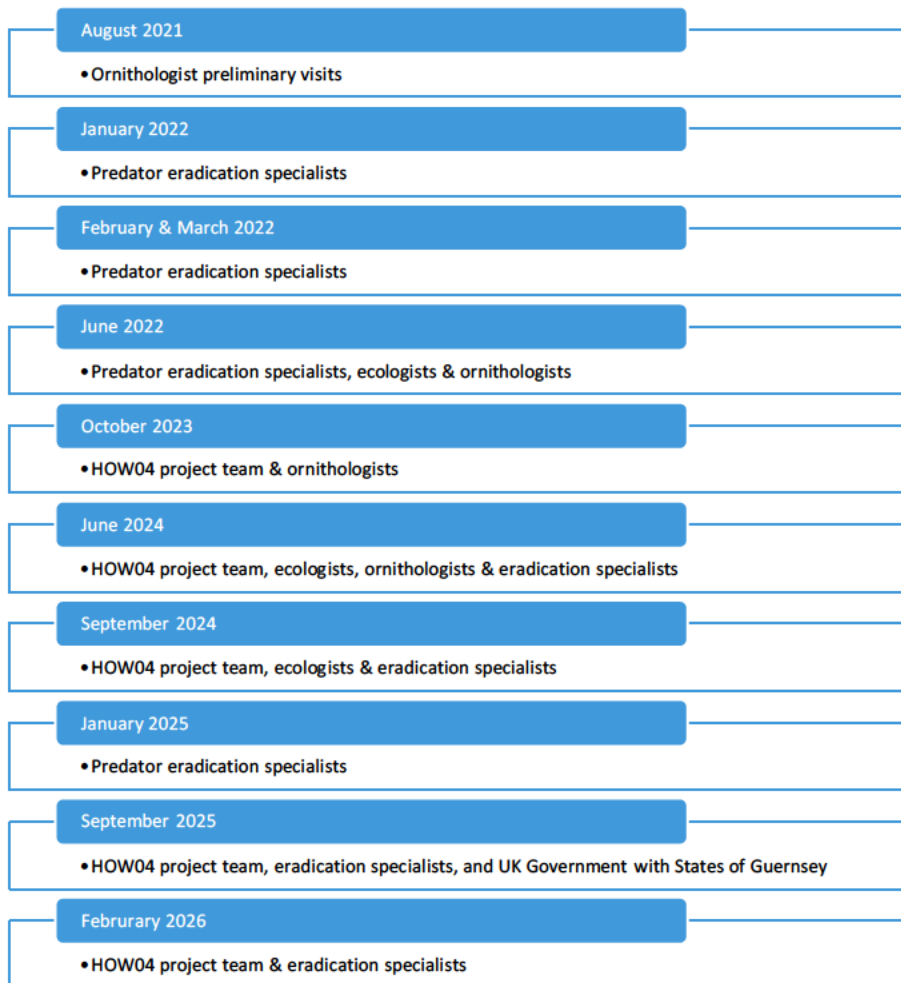 August 2021
•Ornithologist preliminary visits
January 2022
•Predator eradication specialists
February & March 2022
•Predator eradication specialists
June 2022
•Predator eradication specialists, ecologists & ornithologists
October 2023
•HOW04 project team & ornithologists
June 2024
•HOW04 project team, ecologists, ornithologists & eradication specialists
September 2024
•HOW04 project team, ecologists & eradication specialists
January 2025
•Predator eradication specialists
September 2025
•HOW04 project team, eradication specialists, and UK Government with States of Guernsey
Februrary 2026
•HOW04 project team & eradication specialists